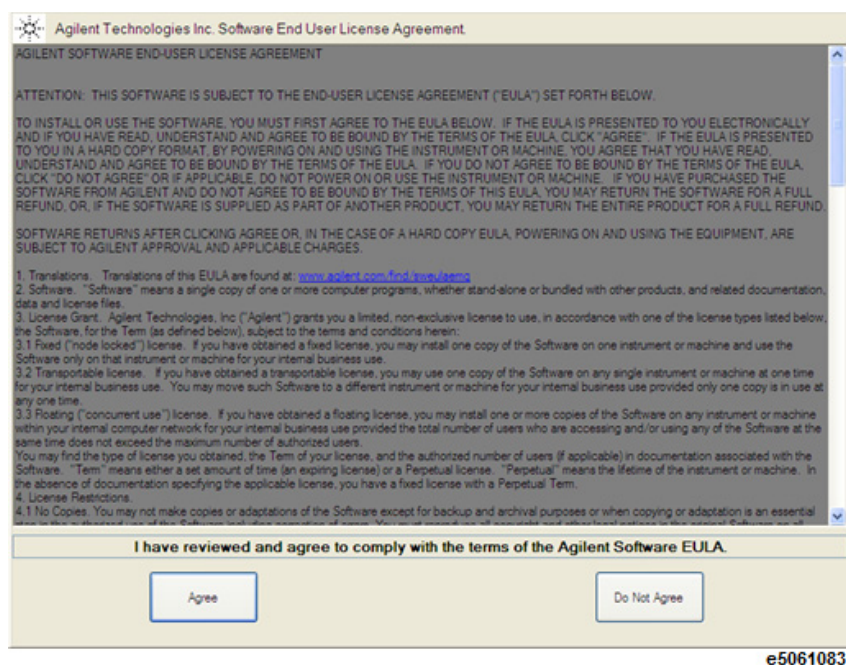 Agilent Technologies Inc. Software End User License Agreement.
AGILENT SOFTWARE END-USER LICENSE AGREEMENT
ATTENTION: THIS SOFTWARE IS SUBJECT TO THE END-USER LICENSE AGREEMENT ("EULA") SET FORTH BELOW.
TO INSTALL OR USE THE SOFTWARE, YOU MUST FIRST AGREE TO THE EULA BELOW. IF THE EULA IS PRESENTED TO YOU ELECTRONICALLY
AND IF YOU HAVE READ, UNDERSTAND AND AGREE TO BE BOUND BY THE TERMS OF THE EULA, CLICK "AGREE". IF THE EULA IS PRESENTED
TO YOU IN A HARD COPY FORMAT, BY POWERING ON AND USING THE INSTRUMENT OR MACHINE, YOU AGREE THAT YOU HAVE READ,
UNDERSTAND AND AGREE TO BE BOUND BY THE TERMS OF THE EULA. IF YOU DO NOT AGREE TO BE BOUND BY THE TERMS OF THE EULA,
CLICK "DO NOT AGREE" OR IF APPLICABLE, DO NOT POWER ON OR USE THE INSTRUMENT OR MACHINE. IF YOU HAVE PURCHASED THE
SOFTWARE FROM AGILENT AND DO NOT AGREE TO BE BOUND BY THE TERMS OF THIS EULA, YOU MAY RETURN THE SOFTWARE FOR A FULL
REFUND, OR, IF THE SOFTWARE IS SUPPLIED AS PART OF ANOTHER PRODUCT, YOU MAY RETURN THE ENTIRE PRODUCT FOR A FULL REFUND.
SOFTWARE RETURNS AFTER CLICKING AGREE OR, IN THE CASE OF A HARD COPY EULA, POWERING ON AND USING THE EQUIPMENT, ARE
SUBJECT TO AGILENT APPROVAL AND APPLICABLE CHARGES.
1. Translations. Translations of this EULA are found at: www.agilent.com/find/sweulaemg
2. Software. "Software" means a single copy of one or more computer programs, whether stand-alone or bundled with other products, and related documentation,
data and license files.
3. License Grant. Agilent Technologies, Inc ("Agilent") grants you a limited, non-exclusive license to use, in accordance with one of the license types listed below,
the Software, for the Term (as defined below), subject to the terms and conditions herein:
3.1 Fixed ("node locked") license. If you have obtained a fixed license, you may install one copy of the Software on one instrument or machine and use the
Software only on that instrument or machine for your internal business use.
3.2 Transportable license. If you have obtained a transportable license, you may use one copy of the Software on any single instrument or machine at one time
for your internal business use. You may move such Software to a different instrument or machine for your internal business use provided only one copy is in use at
any one time.
3.3 Floating ("concurrent use") license. If you have obtained a floating license, you may install one or more copies of the Software on any instrument or machine
within your internal computer network for your internal business use provided the total number of users who are accessing and/or using any of the Software at the
same time does not exceed the maximum number of authorized users.
You may find the type of license you obtained, the Term of your license, and the authorized number of users (if applicable) in documentation associated with the
Software. "Term" means either a set amount of time (an expiring license) or a Perpetual license. "Perpetual" means the lifetime of the instrument or machine. In
the absence of documentation specifying the applicable license, you have a fixed license with a Perpetual Term.
4. License Restrictions.
4.1 No Copies. You may not make copies or adaptations of the Software except for backup and archival purposes or when copying or adaptation is an essential
I have reviewed and agree to comply with the terms of the Agilent Software EULA.
Agree
Do Not Agree
e5061083